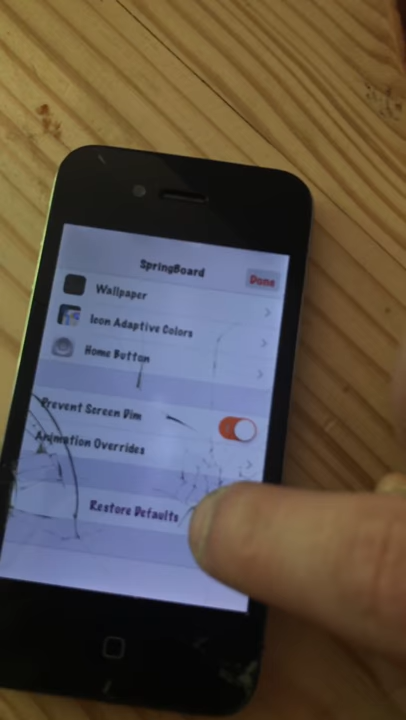 SpringBoard
Done
Wallpaper
Icon Adaptive Colors
Home Button
Prevent Screen Dim
Animation Overrides
Restore Defaults